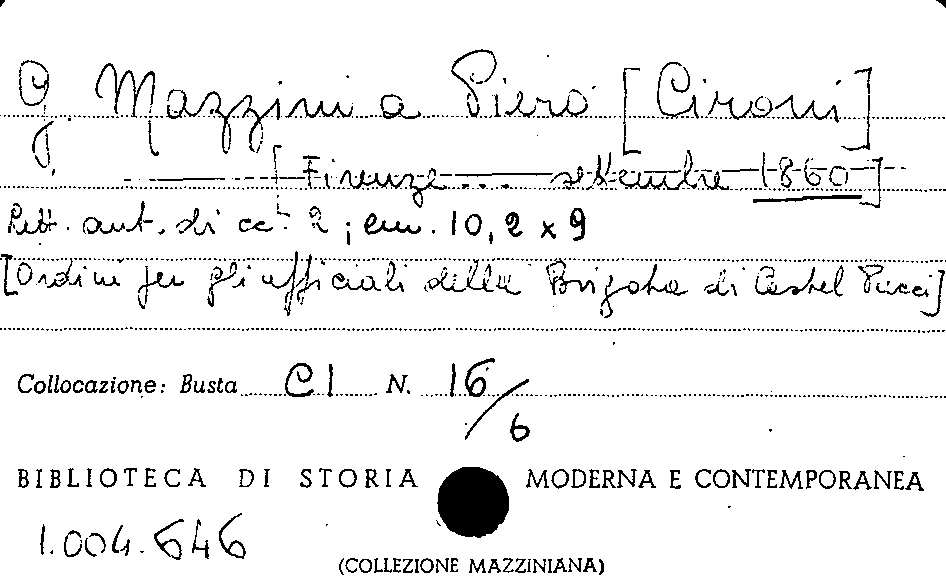 G. Mazzini a Piero [Cironi]
[Firenze ... settembre 1860]
Lett. aut. di cc. 2; cm. 10,2 x 9
[Ordini per gli ufficiali della Brigata di Castel Pucci]
Collocazione: Busta CI N. 16/6
BIBLIOTECA DI STORIA MODERNA E CONTEMPORANEA
1.004.646
(COLLEZIONE MAZZINIANA)